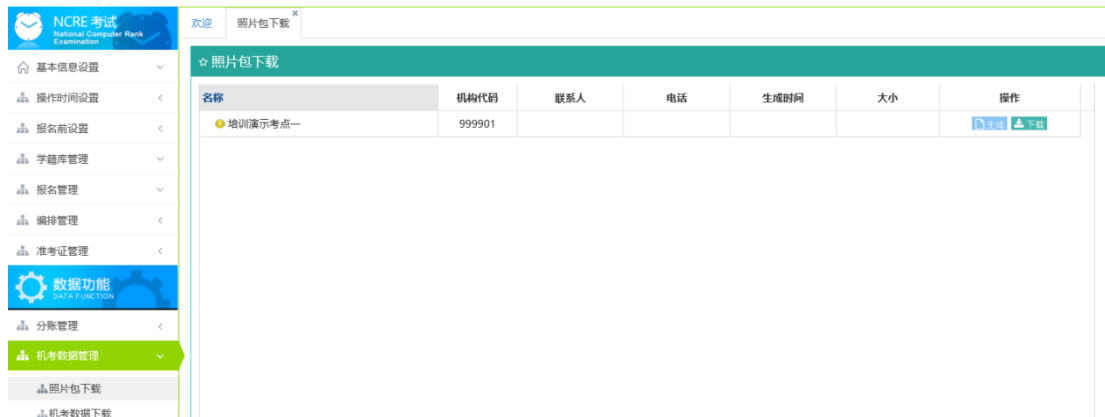 NCRE 考试
National Computer Rank
Examination
欢迎 照片包下载
基本信息设置
操作时间设置
报名前设置
学籍库管理
报名管理
编排管理
准考证管理
数据功能
DATA FUNCTION
分账管理
机考数据管理
照片包下载
机考数据下载
照片包下载
名称 机构代码 联系人 电话 生成时间 大小 操作
培训演示考点一 999901 生成 下载